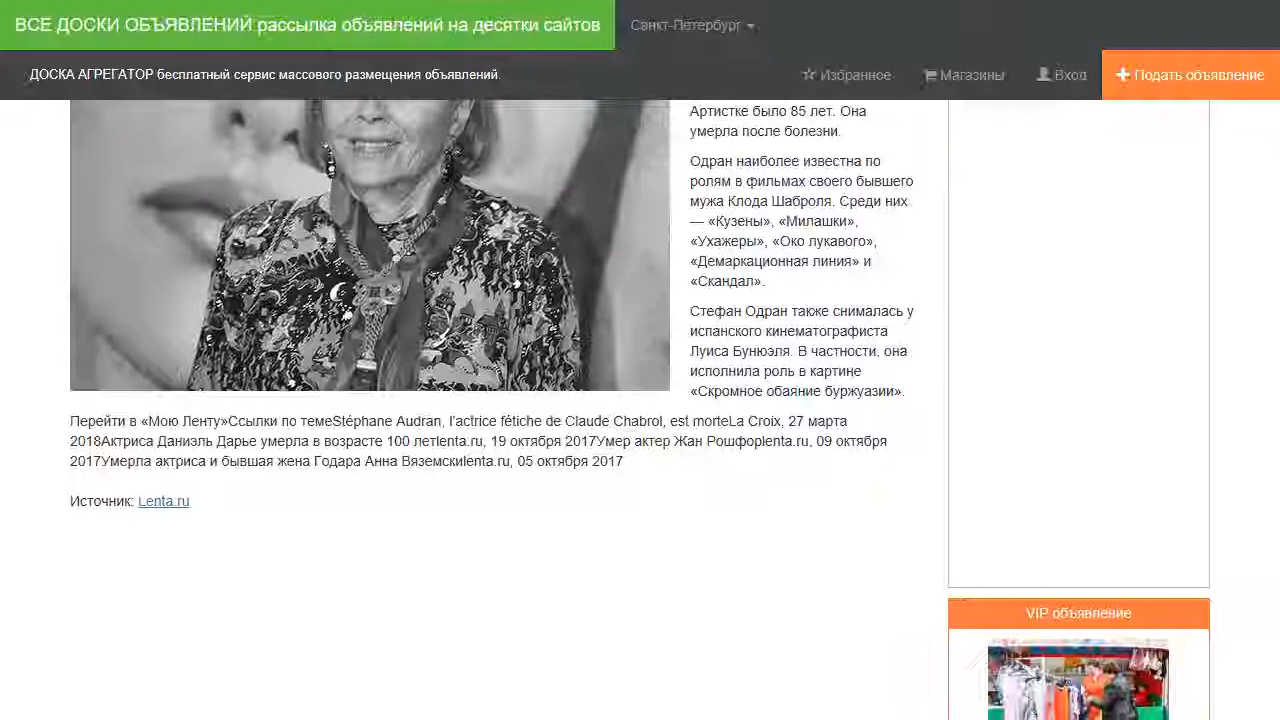 ВСЕ ДОСКИ ОБЪЯВЛЕНИЙ рассылка объявлений на десятки сайтов
Санкт-Петербург
ДОСКА АГРЕГАТОР бесплатный сервис массового размещения объявлений.
Избранное
Магазины
Вход
Подать объявление
Артистке было 85 лет. Она
умерла после болезни.
Одран наиболее известна по
ролям в фильмах своего бывшего
мужа Клода Шаброля. Среди них
— «Кузены», «Милашки»,
«Ухажеры», «Око лукавого»,
«Демаркационная линия» и
«Скандал».
Стефан Одран также снималась у
испанского кинематографиста
Луиса Бунюэля. В частности, она
исполнила роль в картине
«Скромное обаяние буржуазии».
Перейти в «Мою Ленту»Ссылки по темеStéphane Audran, l’actrice fétiche de Claude Chabrol, est morteLa Croix, 27 марта
2018Актриса Даниэль Дарье умерла в возрасте 100 летlenta.ru, 19 октября 2017Умер актер Жан Рошфорlenta.ru, 09 октября
2017Умерла актриса и бывшая жена Годара Анна Вяземскиlenta.ru, 05 октября 2017
Источник: Lenta.ru
VIP объявление